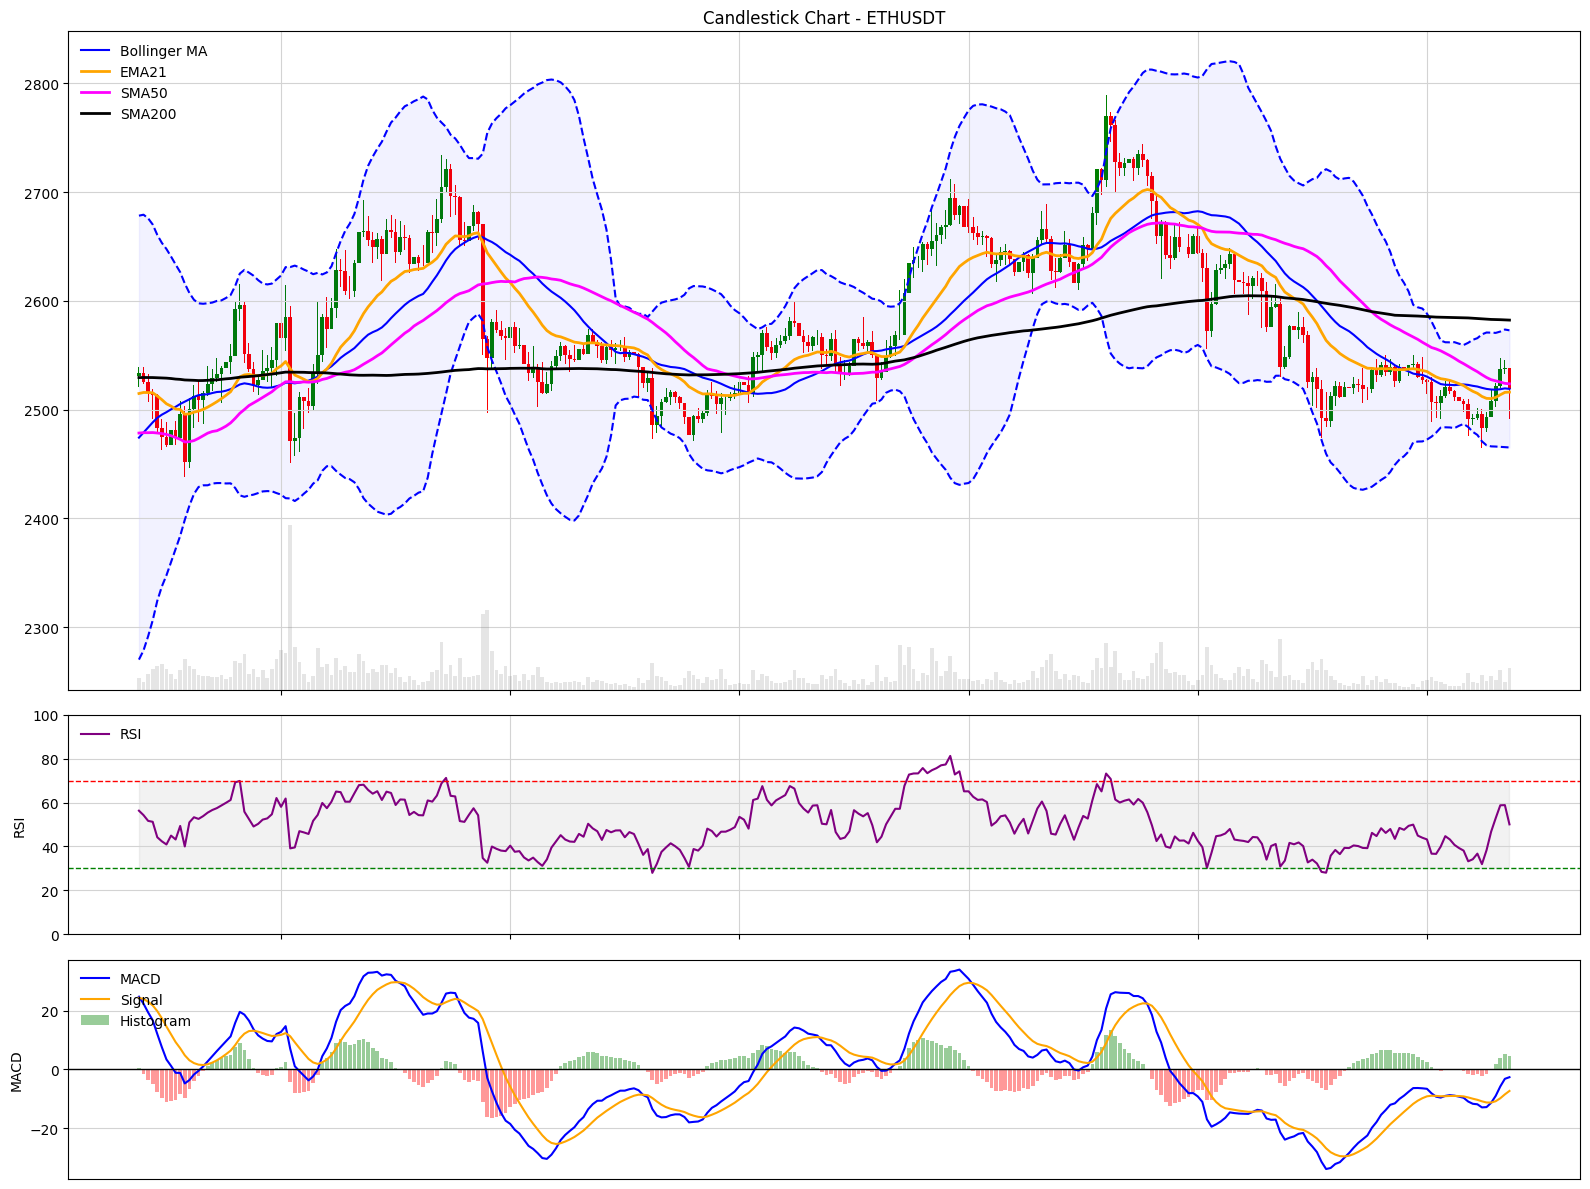 Candlestick Chart - ETHUSDT
Bollinger MA
EMA21
SMA50
SMA200
2800
2700
2600
2500
2400
2300
RSI
100
80
60
40
20
0
RSI
MACD
Signal
Histogram
20
0
−20
MACD